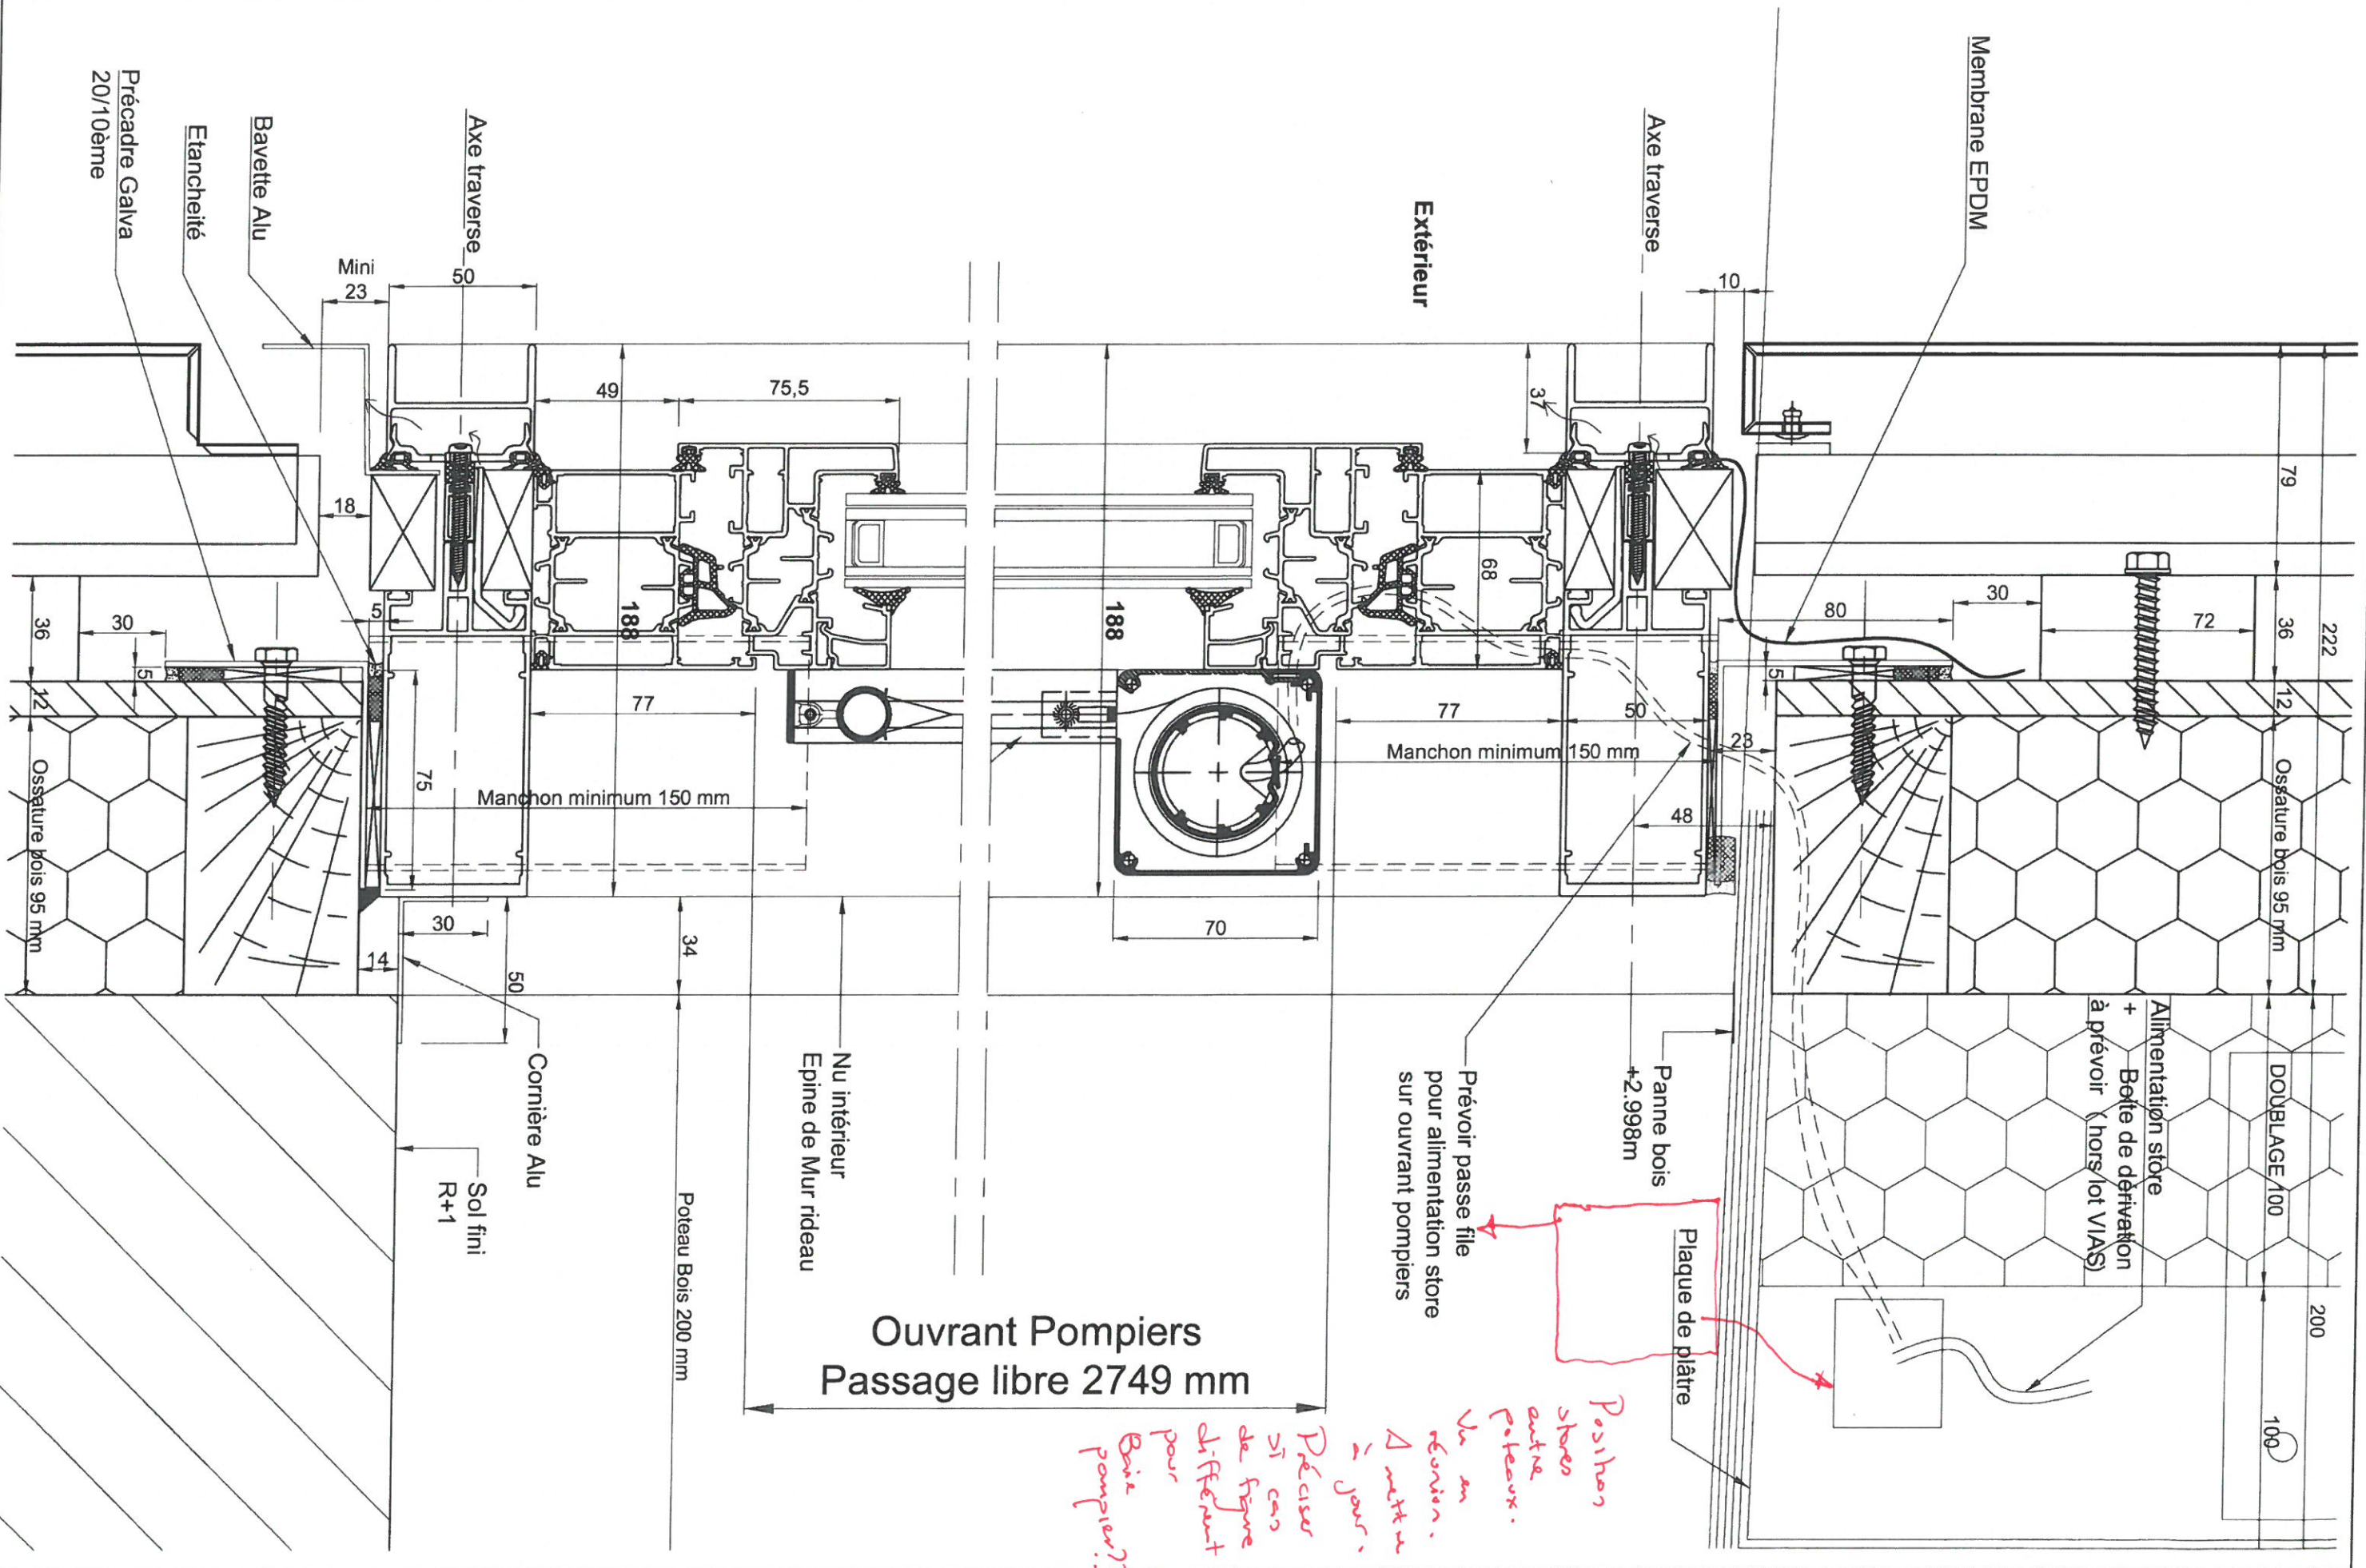 Membrane EPDM
Axe traverse
Extérieur
Axe traverse
Bavette Alu
Etancheité
Précadre Galva
20/10ème
Mini
23
50
49
75,5
37
10
79
222
18
5
36
30
5
12
188
188
68
80
30
72
36
5
12
77
77
50
23
75
Manchon minimum 150 mm
Manchon minimum 150 mm
48
Ossature bois 95 mm
Ossature bois 95 mm
30
14
50
34
70
Cornière Alu
Sol fini
R+1
Nu intérieur
Epine de Mur rideau
Poteau Bois 200 mm
Prévoir passe file
pour alimentation store
sur ouvrant pompiers
Panne bois
+2.998m
Plaque de plâtre
Alimentation store
+ Boite de dérivation
à prévoir ( hors lot VIAS)
DOUBLAGE 100
200
100
Ouvrant Pompiers
Passage libre 2749 mm
Position
stores
entre
poteaux.
Vu en
réunion.
A mettre
à jour.
Préciser
si cas
de figure
différent
pour
Baie
pompier??